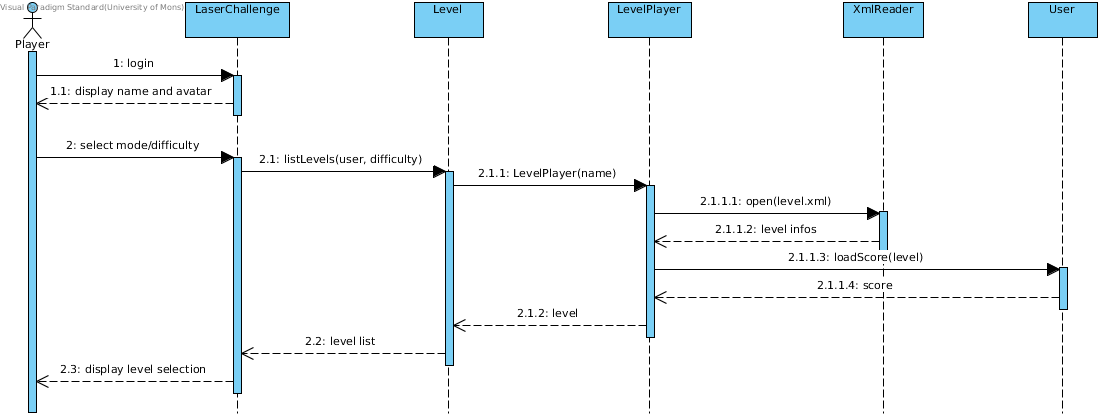 Visual Paradigm Standard(University of Mons)
LaserChallenge
Level
LevelPlayer
XmlReader
User
Player
1: login
1.1: display name and avatar
2: select mode/difficulty
2.1: listLevels(user, difficulty)
2.1.1: LevelPlayer(name)
2.1.1.1: open(level.xml)
2.1.1.2: level infos
2.1.1.3: loadScore(level)
2.1.1.4: score
2.1.2: level
2.2: level list
2.3: display level selection